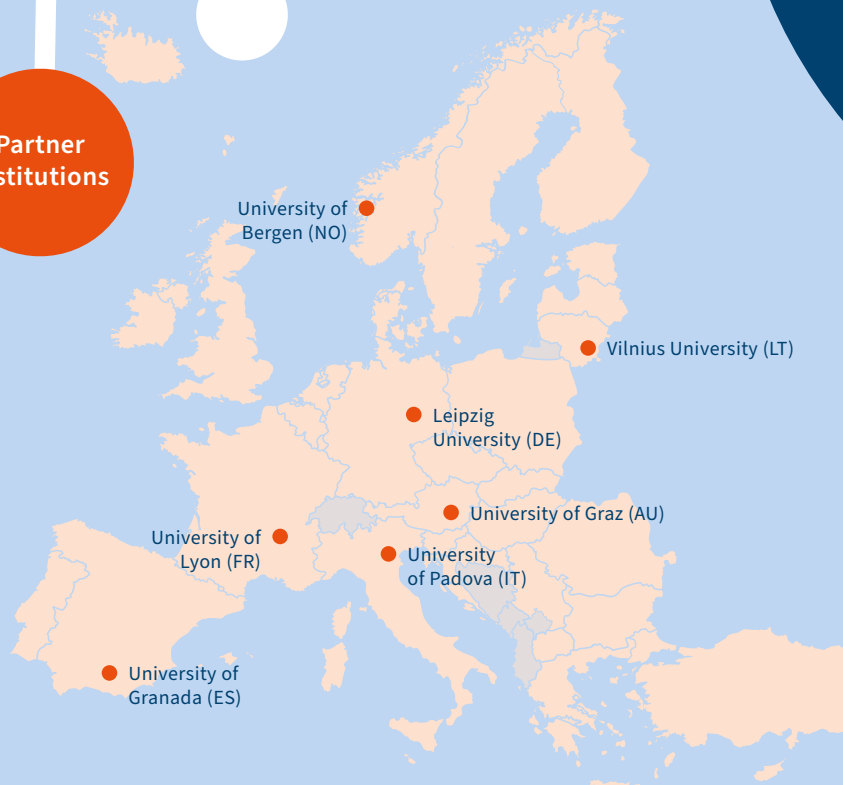 Partner
stitutions
University of
Bergen (NO)
Vilnius University (LT)
Leipzig
University (DE)
University of Graz (AU)
University of
Lyon (FR)
University
of Padova (IT)
University of
Granada (ES)